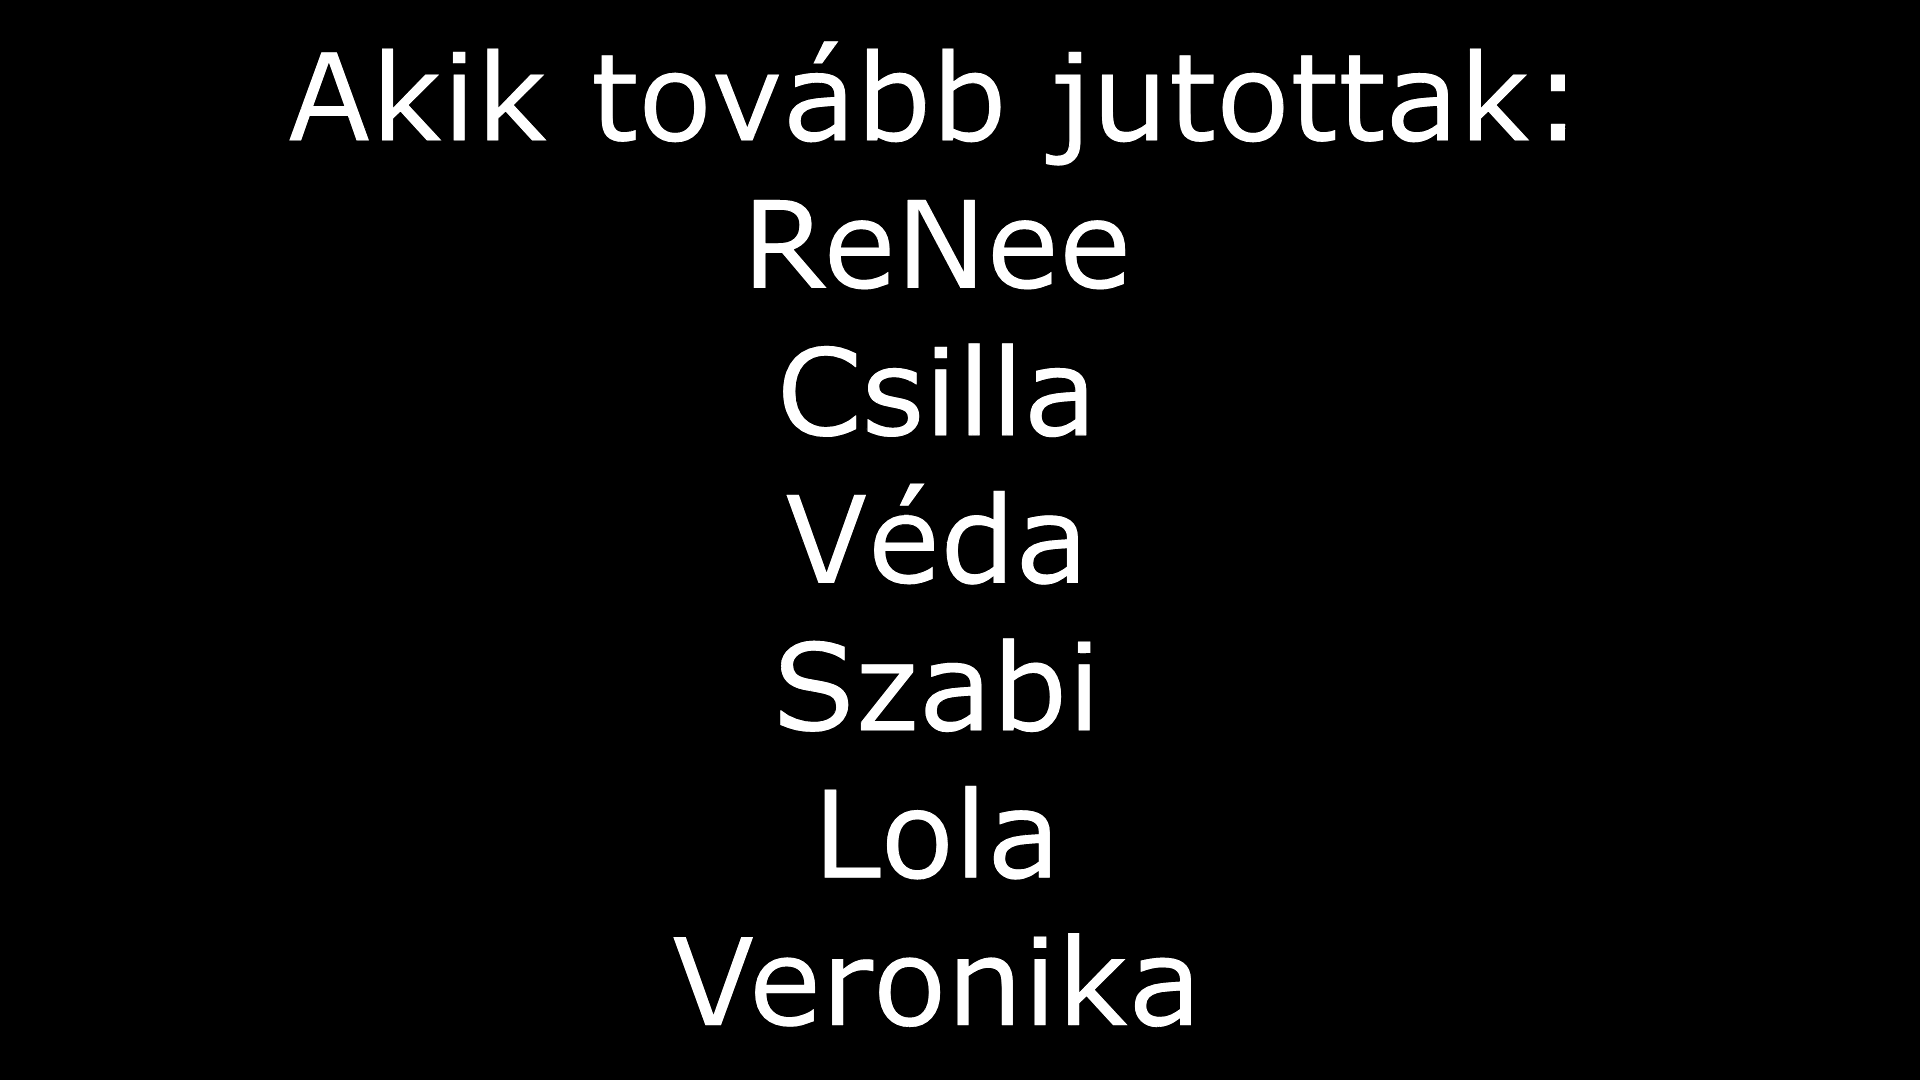 Akik tovább jutottak:
ReNee
Csilla
Véda
Szabi
Lola
Veronika